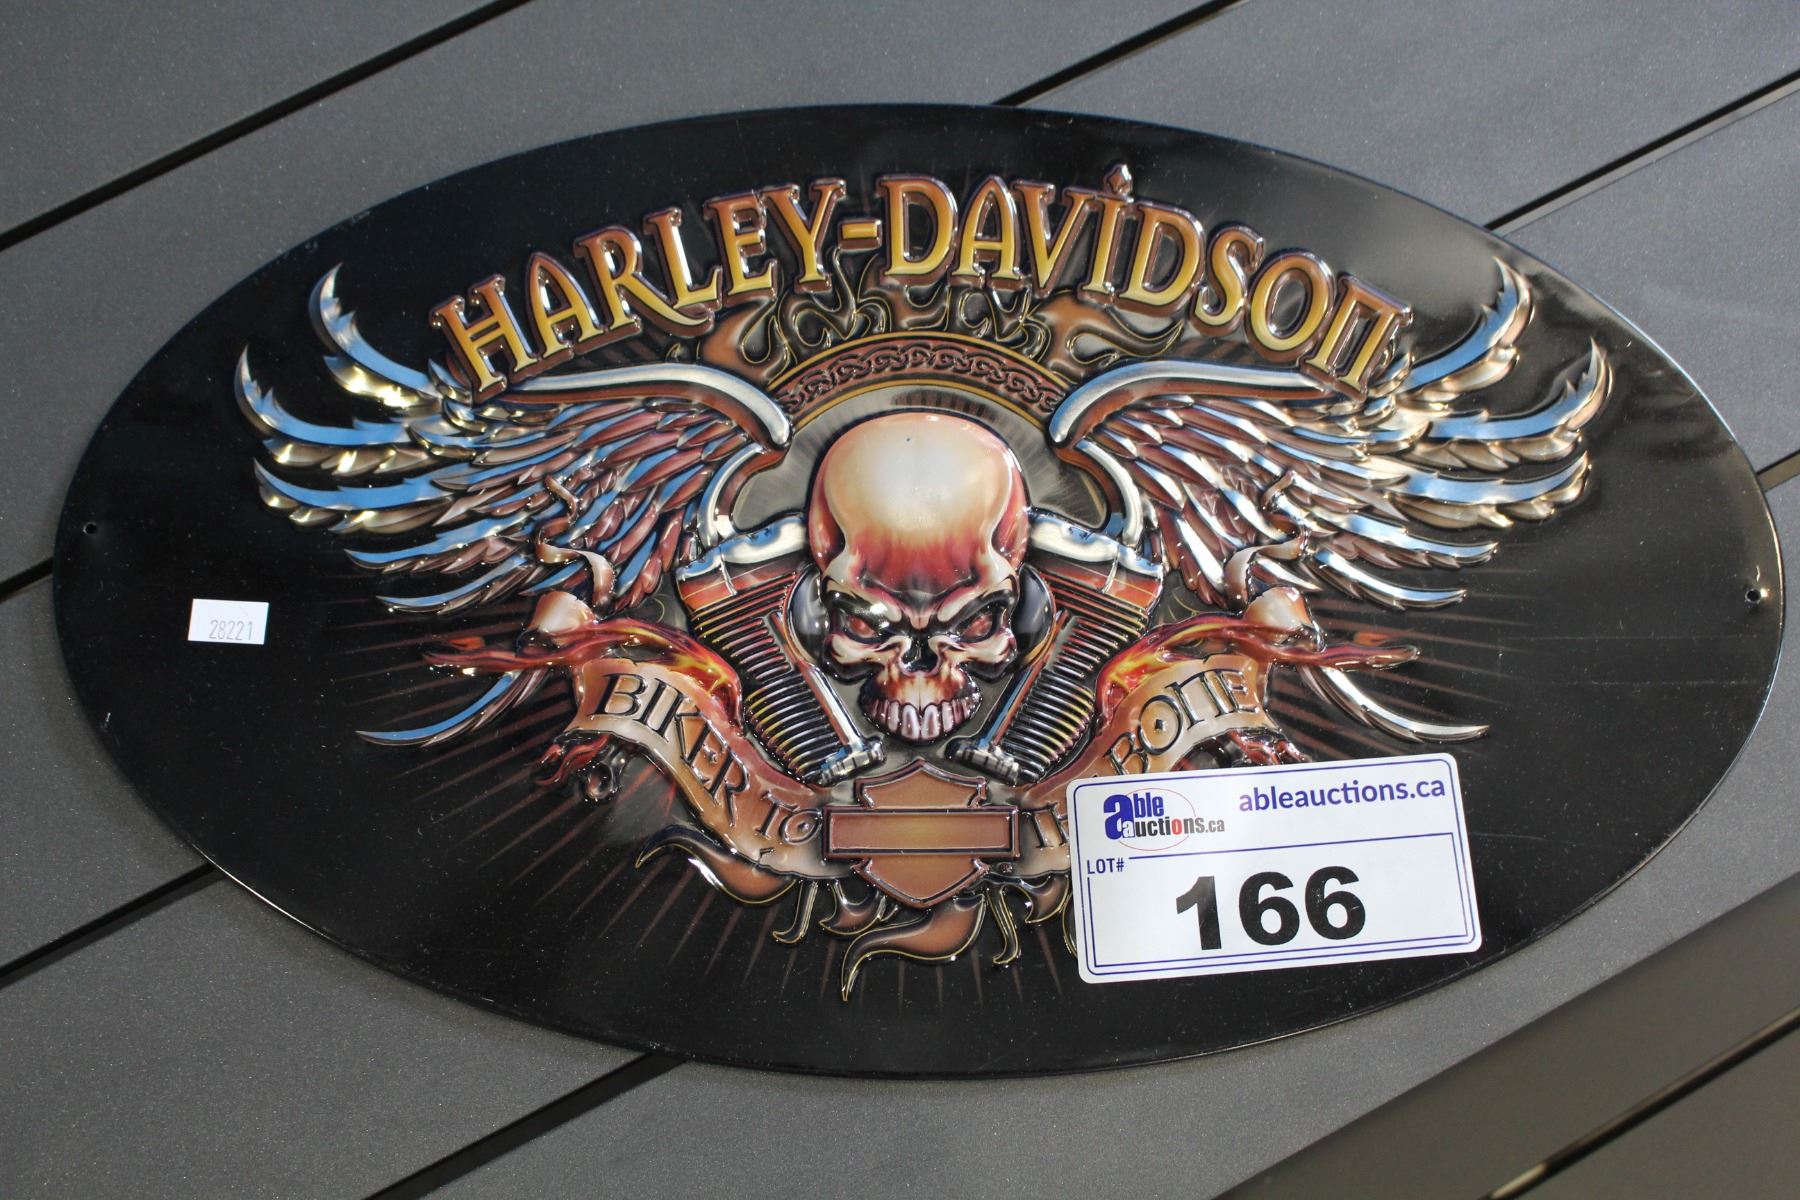 HARLEY-DAVIDSON
28221
BIKER TO
BONE
able auctions.ca
ableauctions.ca
LOT#
166